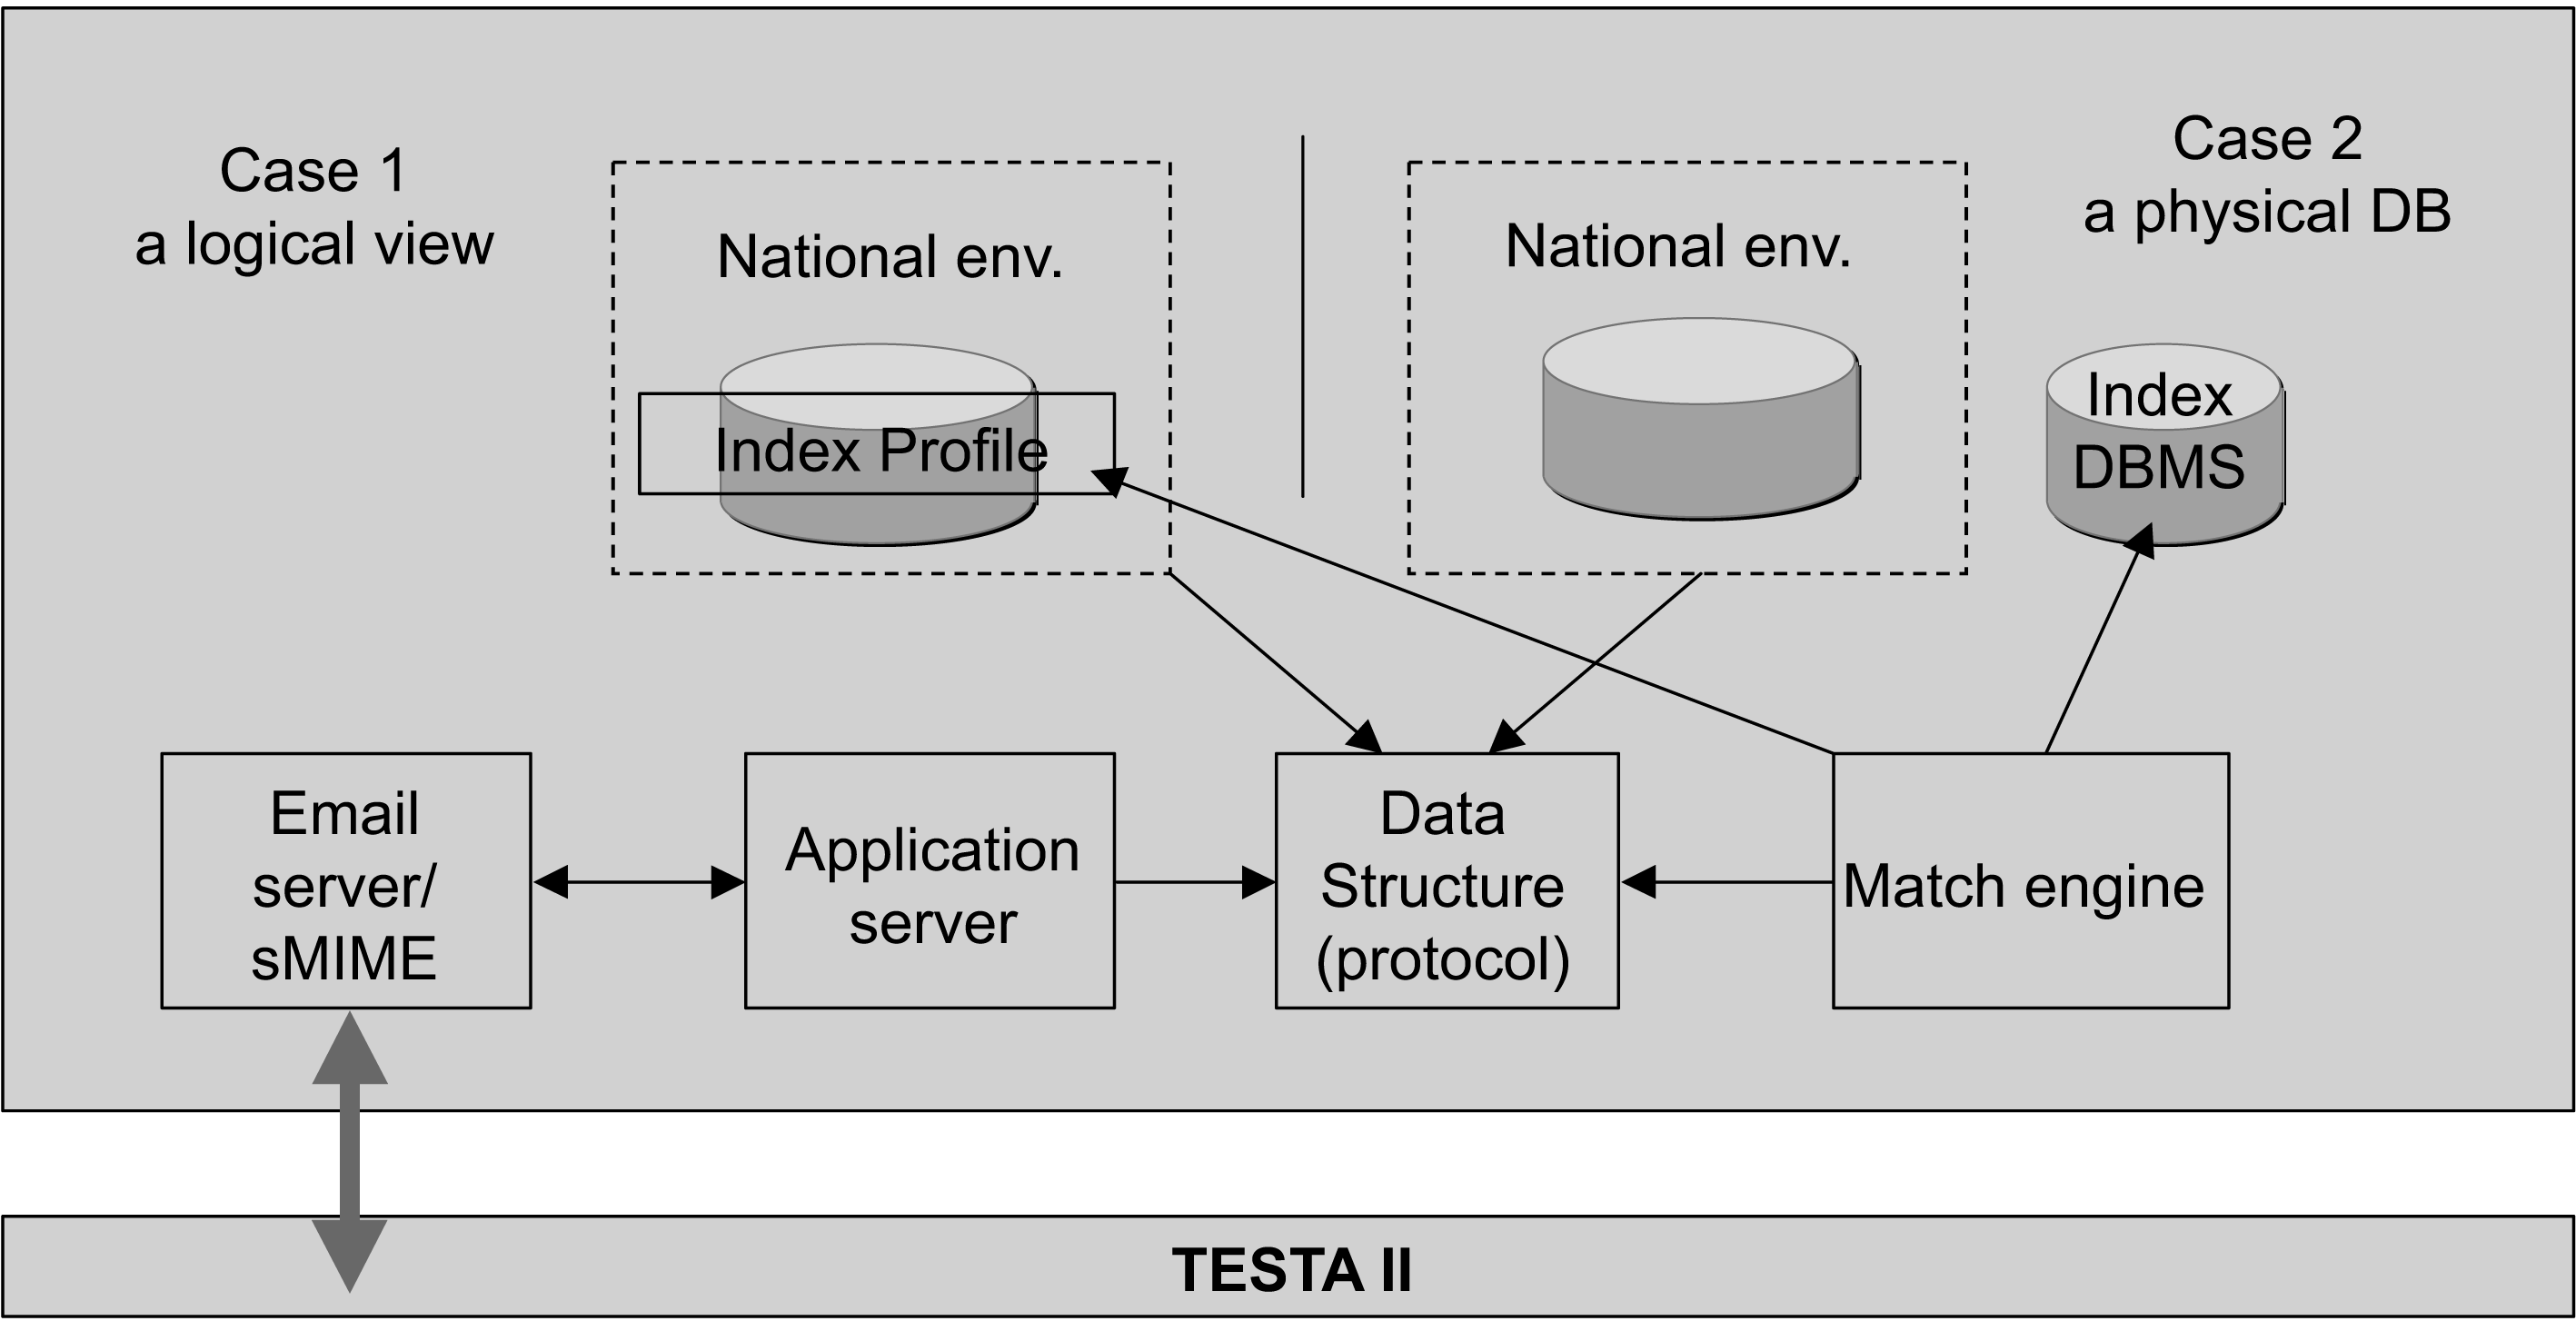 Case 1
a logical view
National env.
Index Profile
National env.
Case 2
a physical DB
Index
DBMS
Email
server/
sMIME
Application
server
Data
Structure
(protocol)
Match engine
TESTA II